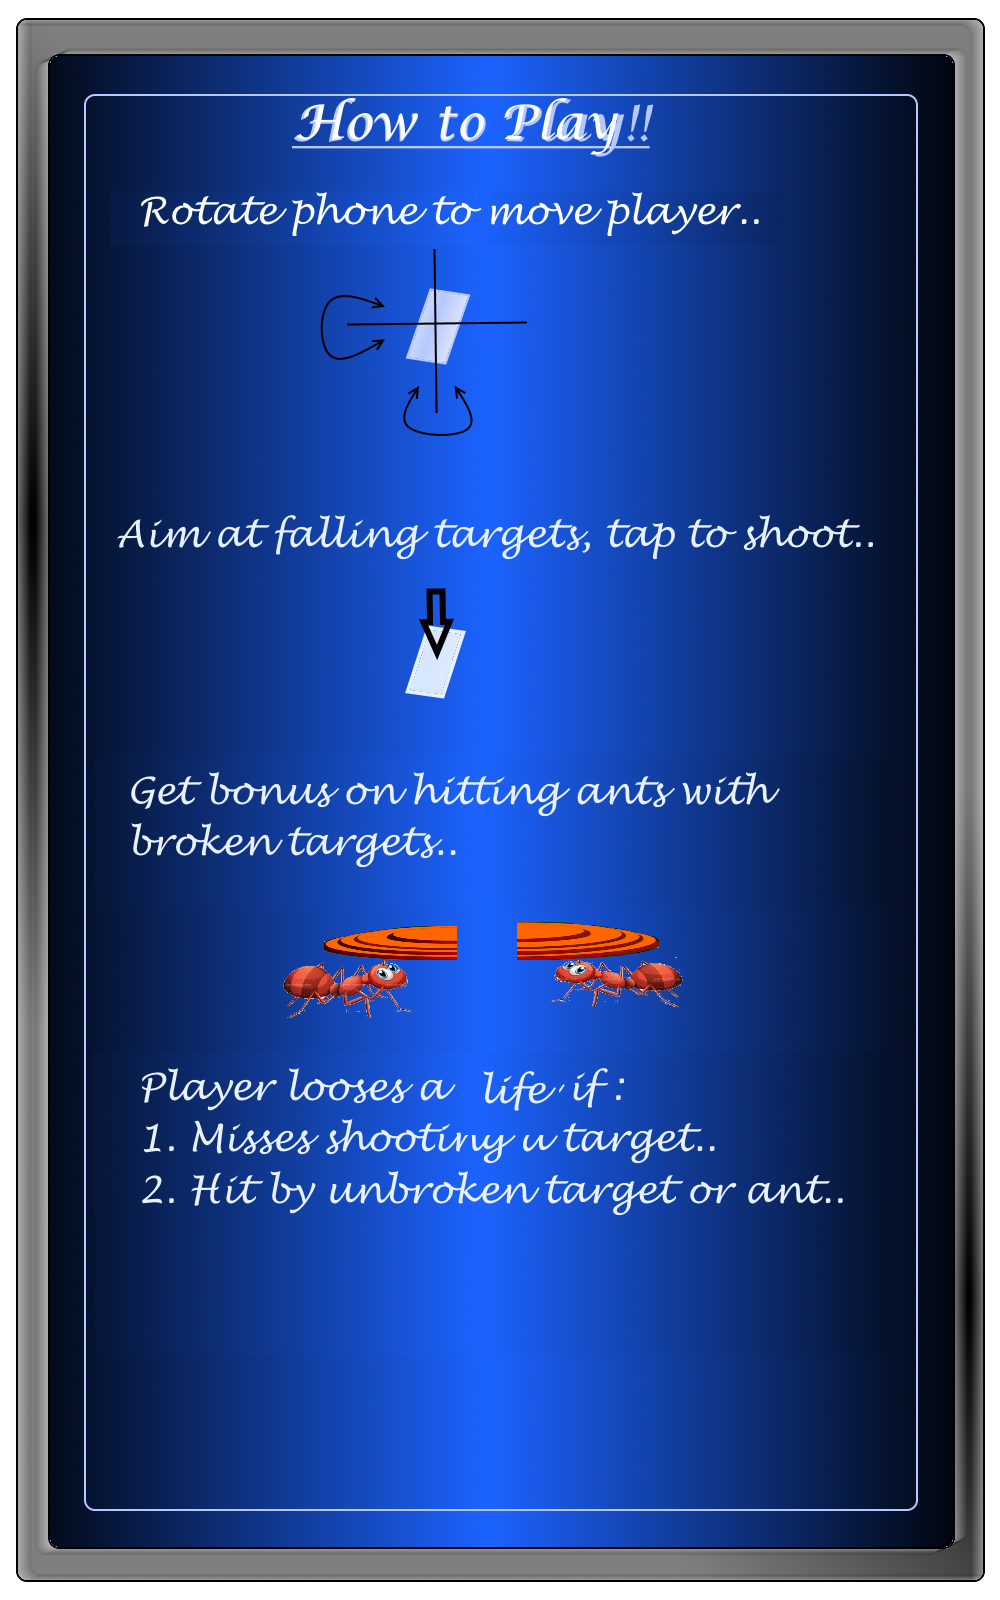 How to Play!!
Rotate phone to move player..
Aim at falling targets, tap to shoot..
Get bonus on hitting ants with
broken targets..
Player looses a life if :
1. Misses shooting a target..
2. Hit by unbroken target or ant..